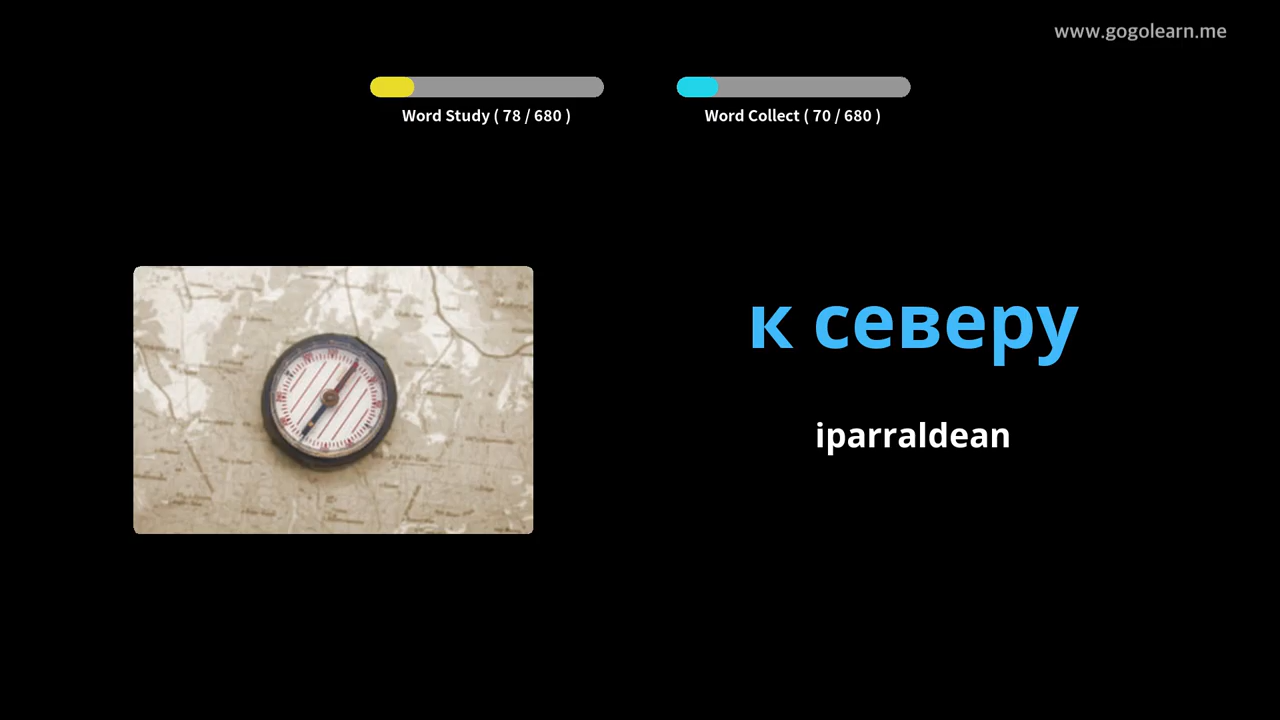 www.gogolearn.me
Word Study ( 78 / 680 )
Word Collect ( 70 / 680 )
к северу
iparraldean